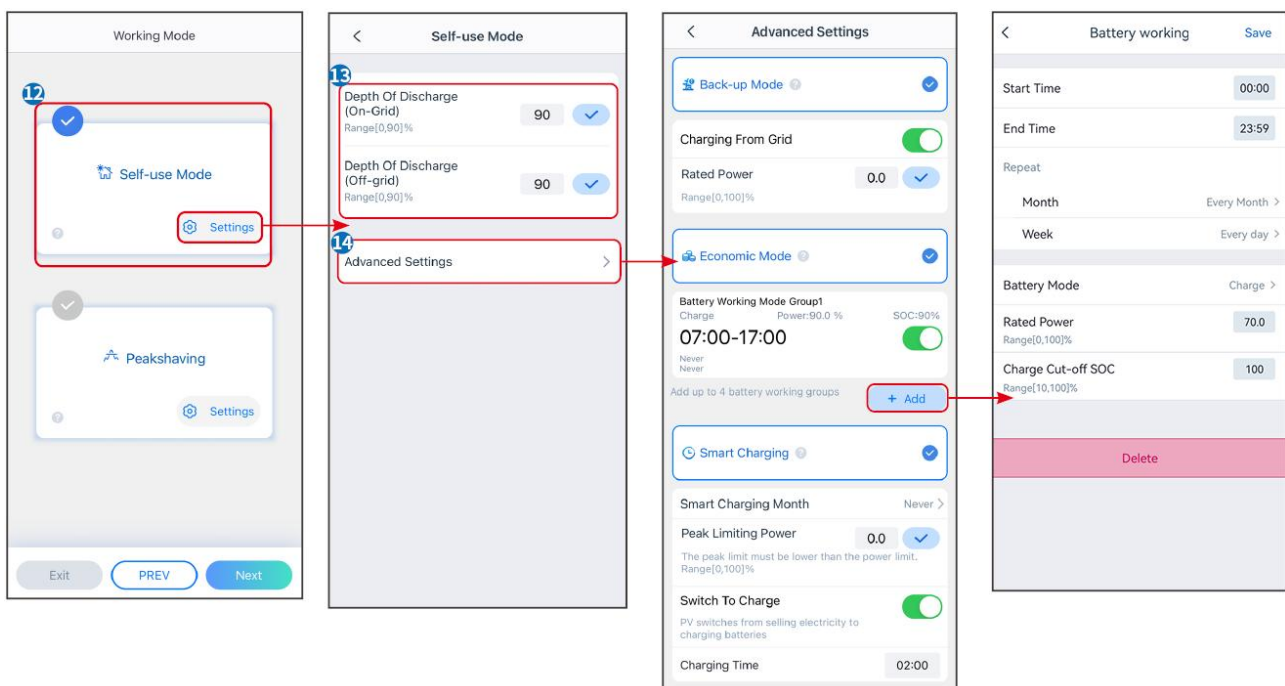 Working Mode
12
Self-use Mode
?
Settings
Peakshaving
?
Settings
Exit
PREV
Next
Self-use Mode
13
Depth Of Discharge
(On-Grid)
90
Range[0,90]%
Depth Of Discharge
(Off-grid)
90
Range[0,90]%
14
Advanced Settings
Advanced Settings
Back-up Mode ?
Charging From Grid
Rated Power
0.0
Range[0,100]%
Economic Mode ?
Battery Working Mode Group1
Charge Power:90.0 % SOC:90%
07:00-17:00
Never
Never
Add up to 4 battery working groups
+ Add
Smart Charging ?
Smart Charging Month Never
Peak Limiting Power
0.0
The peak limit must be lower than the power limit.
Range[0,100]%
Switch To Charge
PV switches from selling electricity to
charging batteries
Charging Time 02:00
Battery working Save
Start Time 00:00
End Time 23:59
Repeat
Month Every Month
Week Every day
Battery Mode Charge
Rated Power 70.0
Range[0,100]%
Charge Cut-off SOC 100
Range[10,100]%
Delete